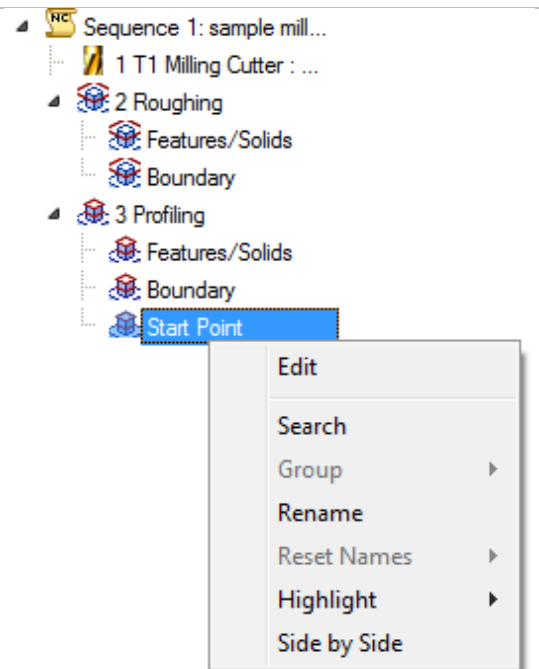 NC Sequence 1: sample mill...
1 T1 Milling Cutter : ...
2 Roughing
Features/Solids
Boundary
3 Profiling
Features/Solids
Boundary
Start Point
Edit
Search
Group
Rename
Reset Names
Highlight
Side by Side